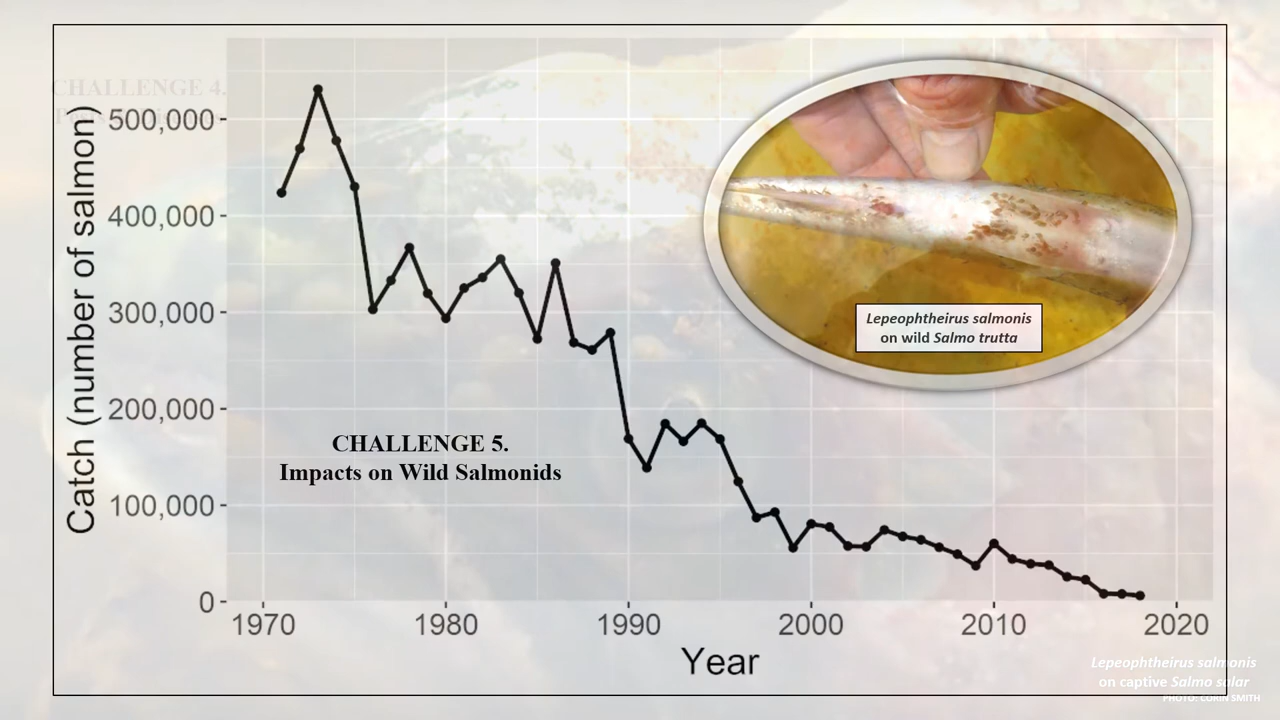 CHALLENGE 4.
Catch (number of salmon)
500,000
400,000
300,000
200,000
100,000
0
Lepeophtheirus salmonis
on wild Salmo trutta
CHALLENGE 5.
Impacts on Wild Salmonids
1970 1980 1990 2000 2010 2020
Year
Lepeophtheirus salmonis
on captive Salmo salar
PHOTO: CORIN SMITH